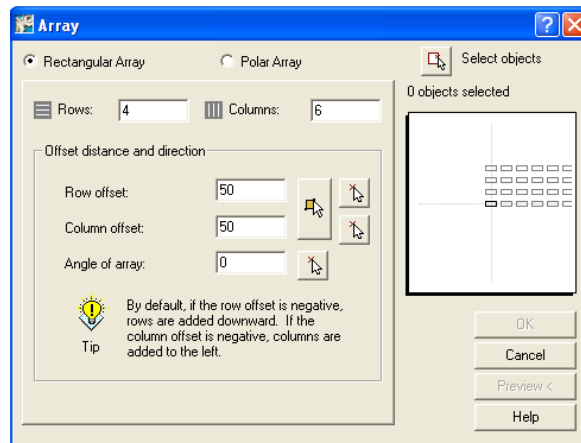 Array
Rectangular Array
Polar Array
Select objects
0 objects selected
Rows: 4
Columns: 6
Offset distance and direction
Row offset: 50
Column offset: 50
Angle of array: 0
Tip
By default, if the row offset is negative,
rows are added downward. If the
column offset is negative, columns are
added to the left.
OK
Cancel
Preview <
Help